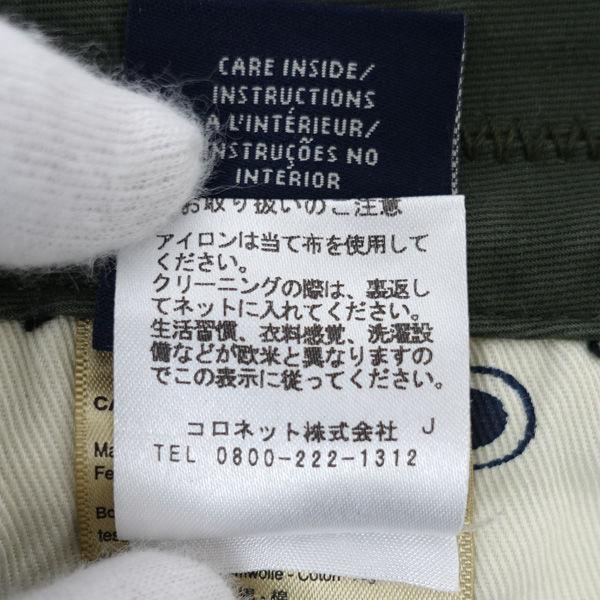 CARE INSIDE/
INSTRUCTIONS
A L'INTÉRIEUR/
INSTRUÇÕES NO
INTERIOR
お取り扱いのご注意
アイロンは当て布を使用して
ください。
クリーニングの際は、裏返し
てネットに入れてください。
生活習慣、衣料感覚、洗濯設
備などが欧米と異なりますの
でこの表示に従ってください。
コロネット株式会社 J
TEL 0800-222-1312
Coton
綿